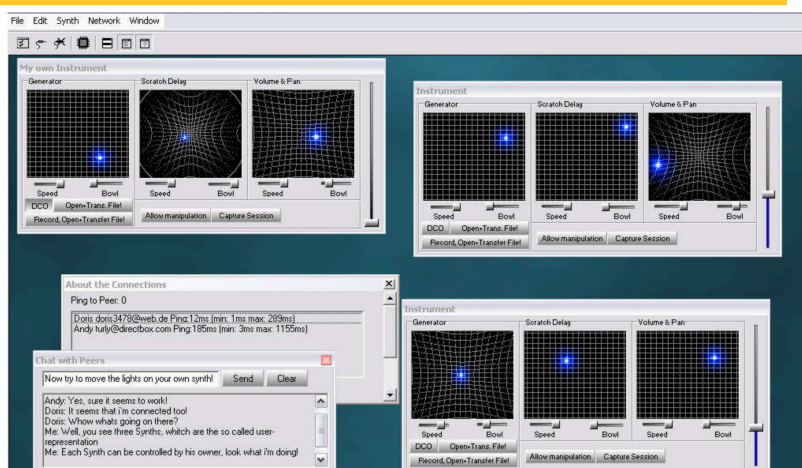 File Edit Synth Network Window
My own Instrument
Generator Scratch Delay Volume & Pan
Speed Bowl Speed Bowl Speed Bowl
DCO Open+Trans. File!
Record, Open+Transfer File! Allow manipulation Capture Session
Instrument
Generator Scratch Delay Volume & Pan
Speed Bowl Speed Bowl Speed Bowl
DCO Open+Trans. File!
Record, Open+Transfer File! Allow manipulation Capture Session
About the Connections
Ping to Peer: 0
Doris doris3478@web.de Ping:12ms (min: 1ms max: 289ms)
Andy turly@directbox.com Ping:185ms (min: 3ms max: 1155ms)
Chat with Peers
Now try to move the lights on your own synth! Send Clear
Andy: Yes, sure it seems to work!
Doris: It seems that i'm connected too!
Doris: Whow whats going on there?
Me: Well, you see three Synths, whitch are the so called user-
representation
Me: Each Synth can be controlled by his owner, look what i'm doing!
Instrument
Generator Scratch Delay Volume & Pan
Speed Bowl Speed Bowl Speed Bowl
DCO Open+Trans. File!
Record, Open+Transfer File! Allow manipulation Capture Session